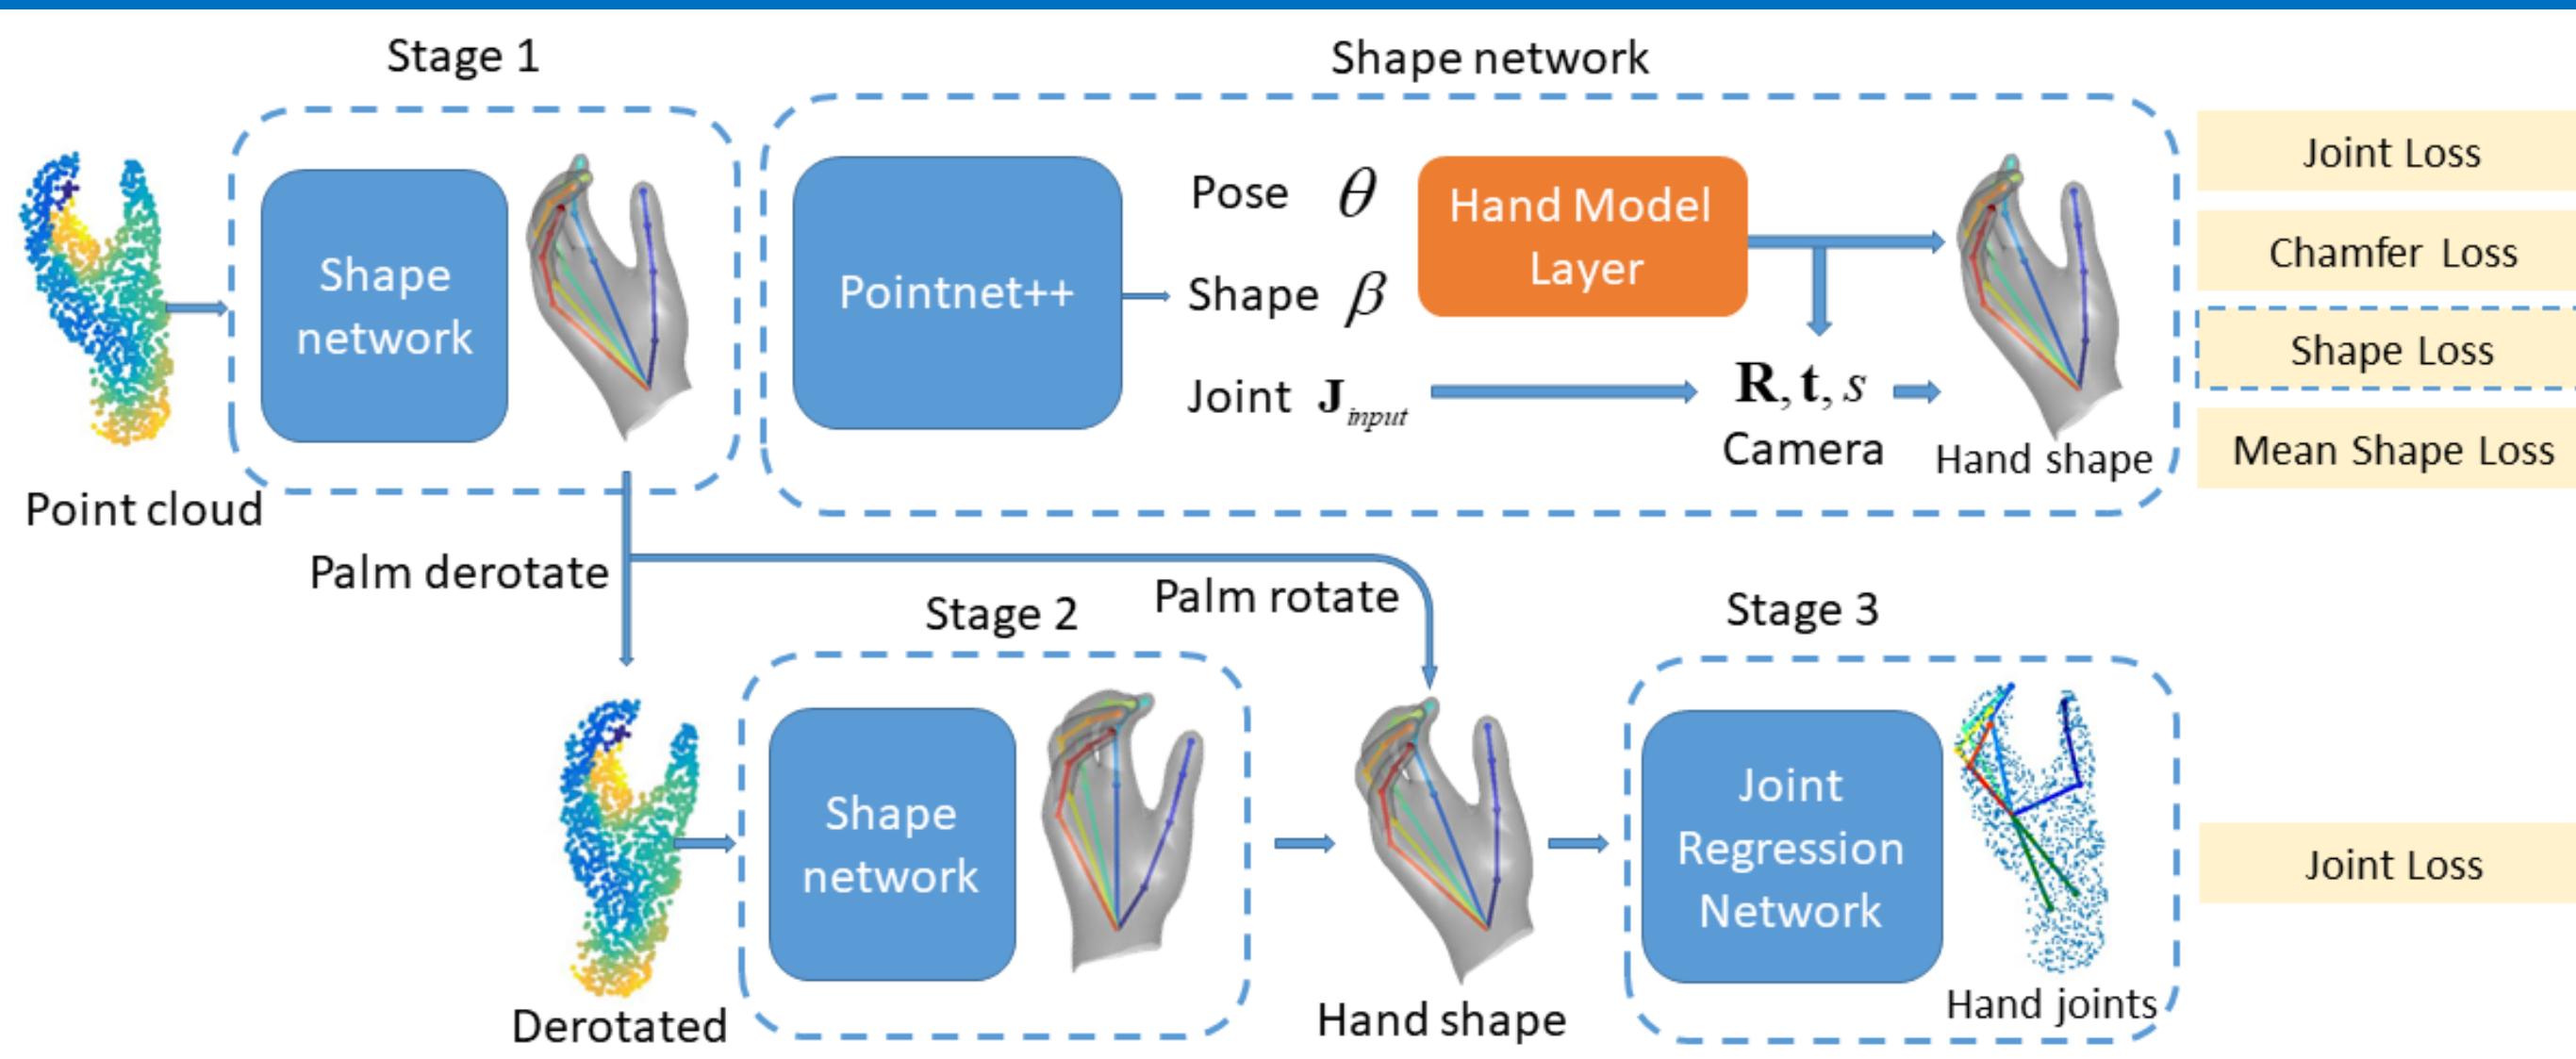 Stage 1
Shape network
Shape
network
Point cloud
Pointnet++
Pose θ
Shape β
Joint J_input
Hand Model
Layer
R, t, s
Camera
Hand shape
Joint Loss
Chamfer Loss
Shape Loss
Mean Shape Loss
Palm derotate
Palm rotate
Stage 2
Stage 3
Derotated
Shape
network
Hand shape
Joint
Regression
Network
Hand joints
Joint Loss